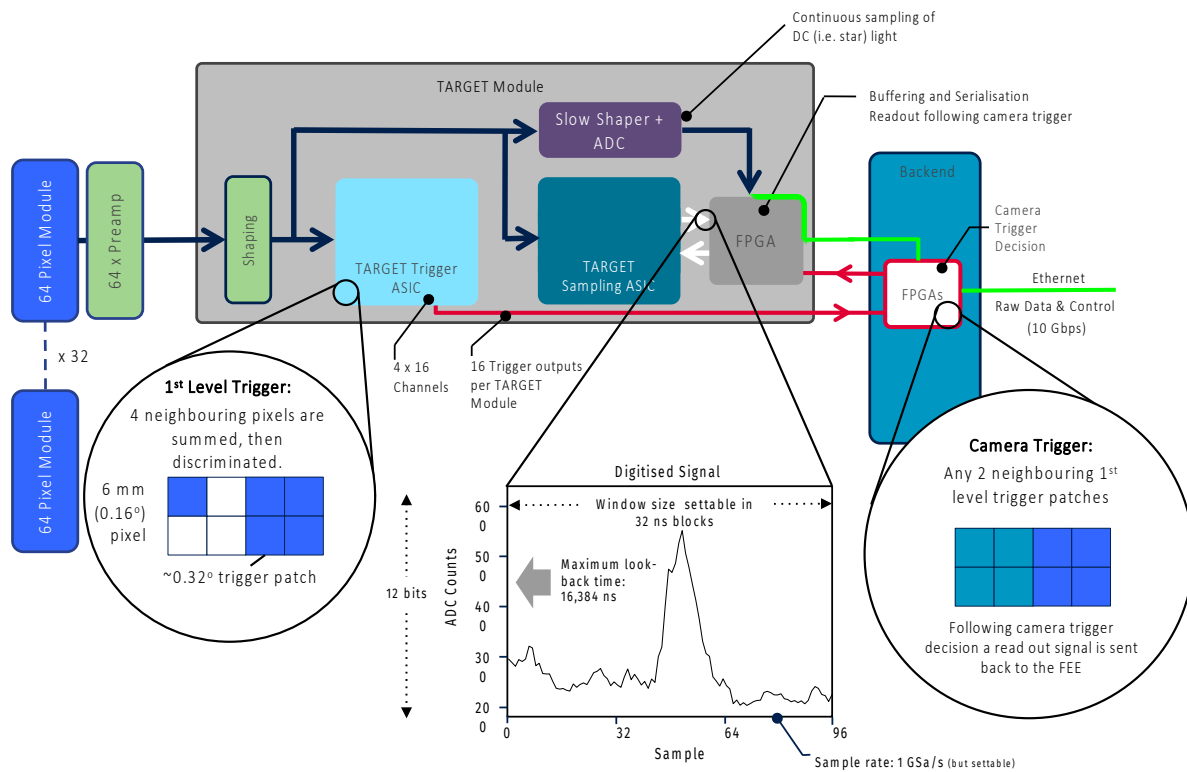 Continuous sampling of
DC (i.e. star) light
TARGET Module
Slow Shaper +
ADC
Buffering and Serialisation
Readout following camera trigger
64 Pixel Module
64 x Preamp
Shaping
TARGET Trigger
ASIC
TARGET
Sampling ASIC
FPGA
Backend
Camera
Trigger
Decision
FPGAs
Ethernet
Raw Data & Control
(10 Gbps)
x 32
64 Pixel Module
4 x 16
Channels
16 Trigger outputs
per TARGET
Module
1st Level Trigger:
4 neighbouring pixels are
summed, then
discriminated.
6 mm
(0.16º)
pixel
~0.32º trigger patch
12 bits
Digitised Signal
Window size settable in
32 ns blocks
Maximum look-
back time:
16,384 ns
ADC Counts
60
0
50
0
40
0
30
0
20
0
0
32
64
96
Sample
Sample rate: 1 GSa/s (but settable)
Camera Trigger:
Any 2 neighbouring 1st
level trigger patches
Following camera trigger
decision a read out signal is sent
back to the FEE